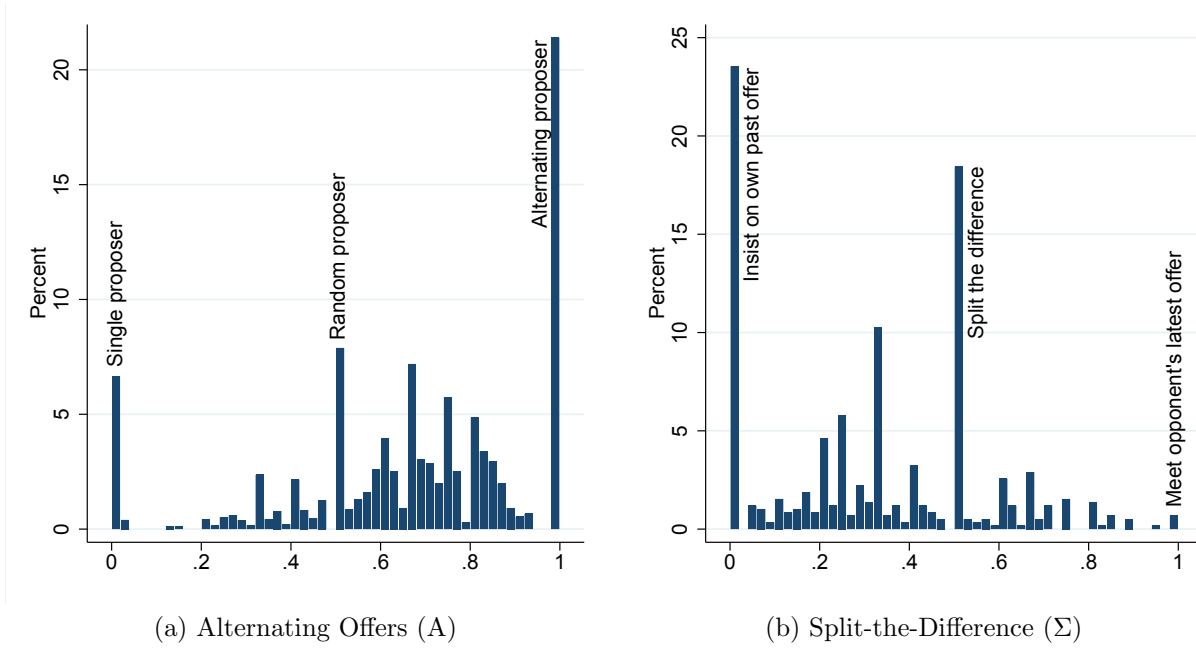 Percent
0
5
10
15
20
Single proposer
Random proposer
Alternating proposer
0
.2
.4
.6
.8
1
(a) Alternating Offers (A)
Percent
0
5
10
15
20
25
Insist on own past offer
Split the difference
Meet opponent's latest offer
0
.2
.4
.6
.8
1
(b) Split-the-Difference (Σ)